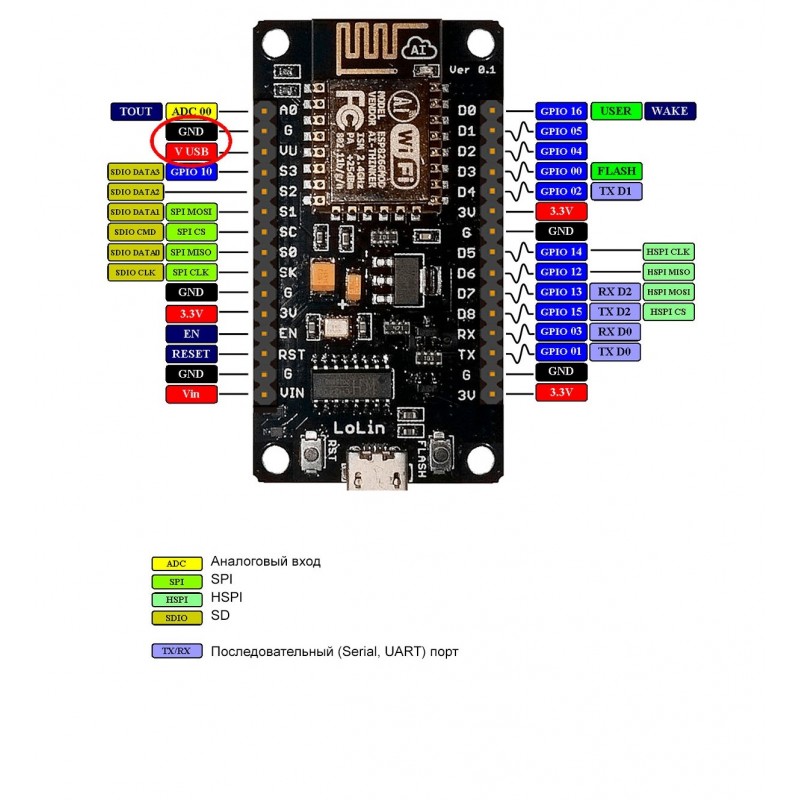 AI
Ver 0.1
Ai
WiFi
FC
MODEL ESP8266MOD
VENDOR AI-THINKER
ISM 2.4GHz
PA +25dBm
802.11b/g/n
TOUT ADC 00 A0 D0 GPIO 16 USER WAKE
GND G D1 GPIO 05
V USB VU D2 GPIO 04
SDIO DATA3 GPIO 10 S3 D3 GPIO 00 FLASH
SDIO DATA2 S2 D4 GPIO 02 TX D1
SDIO DATA1 SPI MOSI S1 3V 3.3V
SDIO CMD SPI CS SC G GND
SDIO DATA0 SPI MISO S0 D5 GPIO 14 HSPI CLK
SDIO CLK SPI CLK SK D6 GPIO 12 HSPI MISO
GND G D7 GPIO 13 RX D2 HSPI MOSI
3.3V 3V D8 GPIO 15 TX D2 HSPI CS
EN EN RX GPIO 03 RX D0
RESET RST TX GPIO 01 TX D0
GND G G GND
Vin VIN 3V 3.3V
103
LoLin
RST
FLASH
ADC Аналоговый вход
SPI SPI
HSPI HSPI
SDIO SD
TX/RX Последовательный (Serial, UART) порт